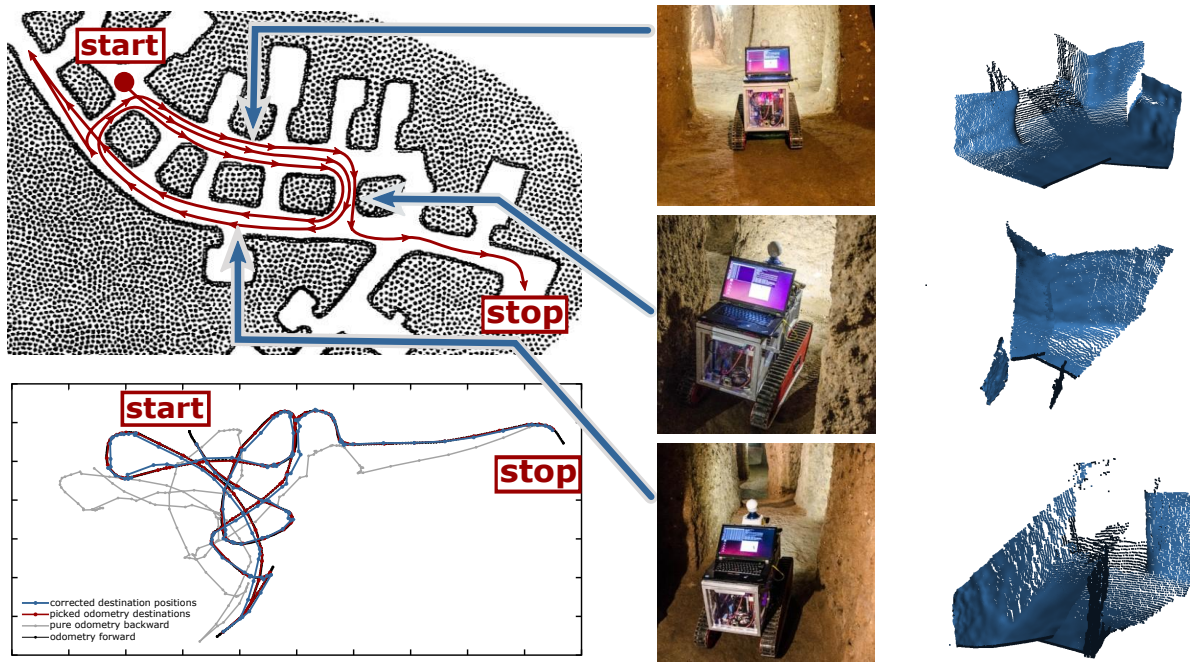 start
stop
start
stop
corrected destination positions
picked odometry destinations
pure odometry backward
odometry forward